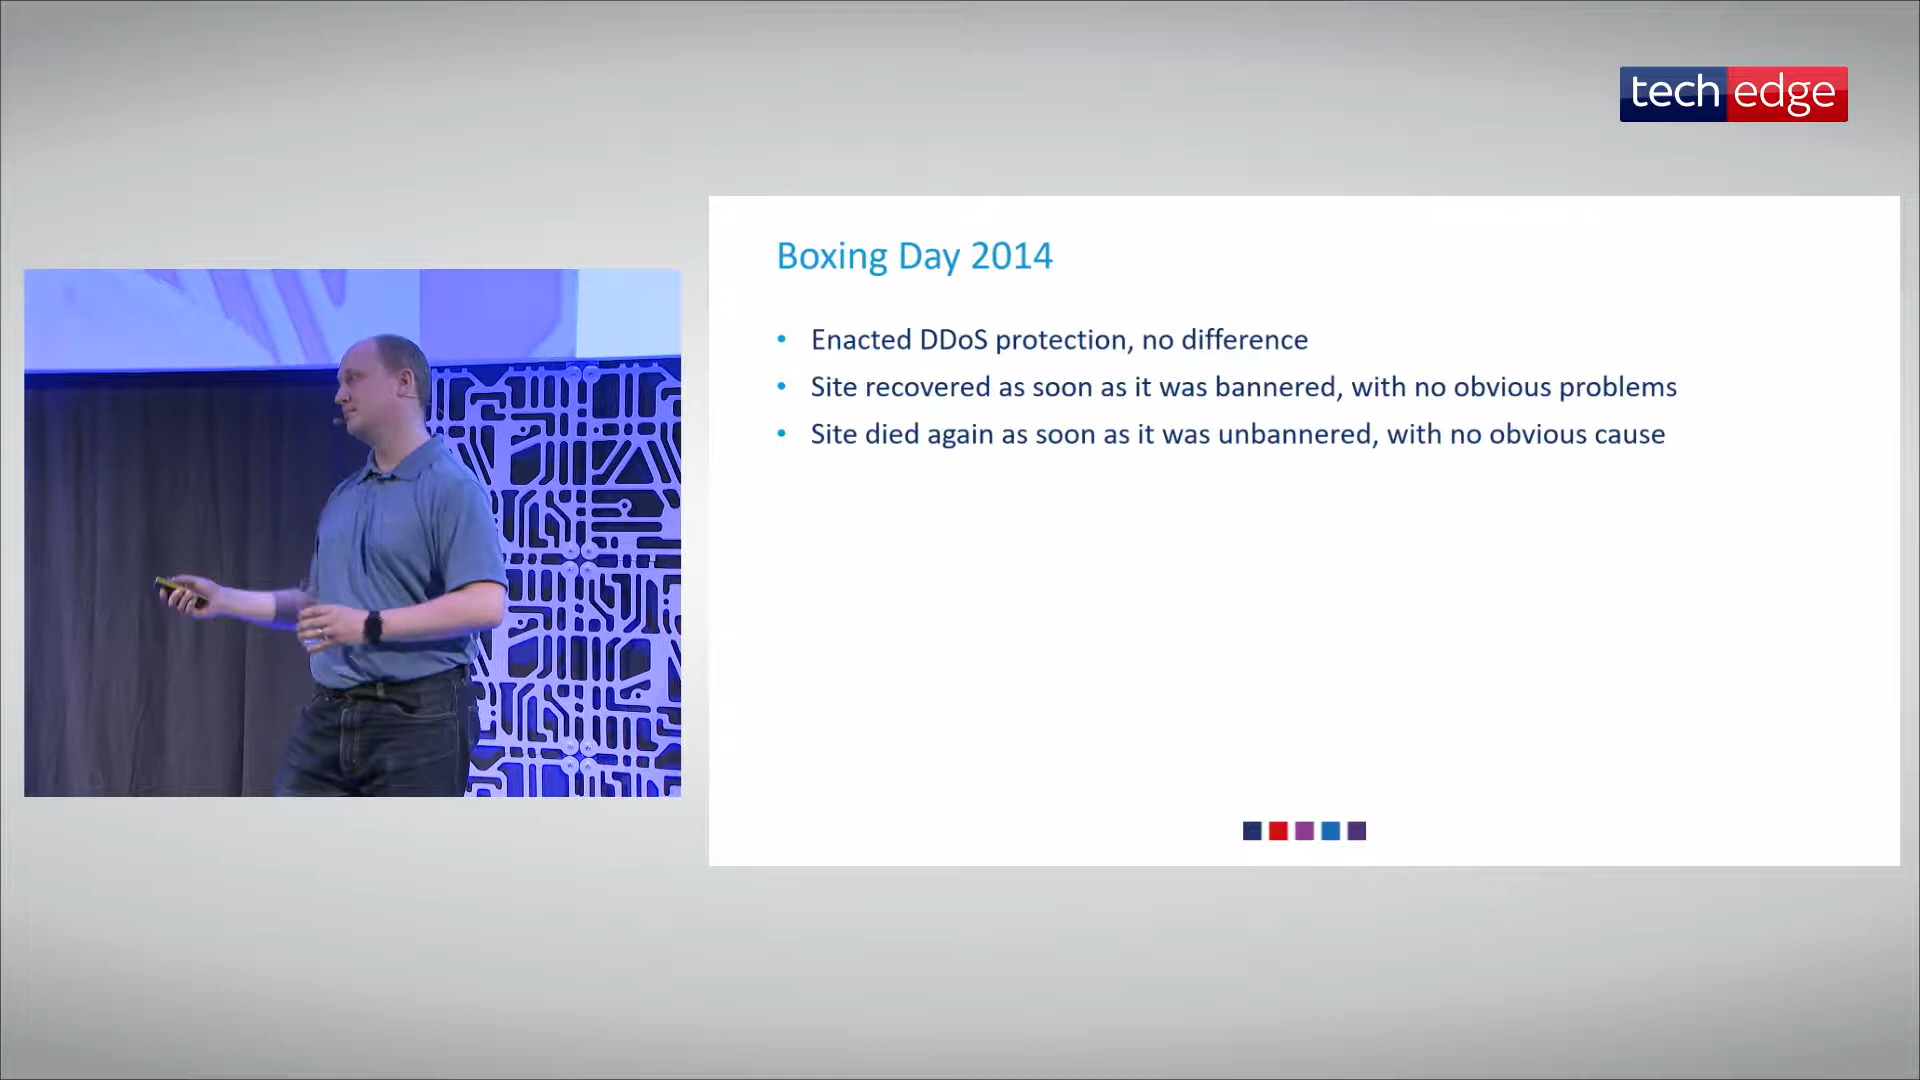 tech edge
Boxing Day 2014
• Enacted DDoS protection, no difference
• Site recovered as soon as it was bannered, with no obvious problems
• Site died again as soon as it was unbannered, with no obvious cause